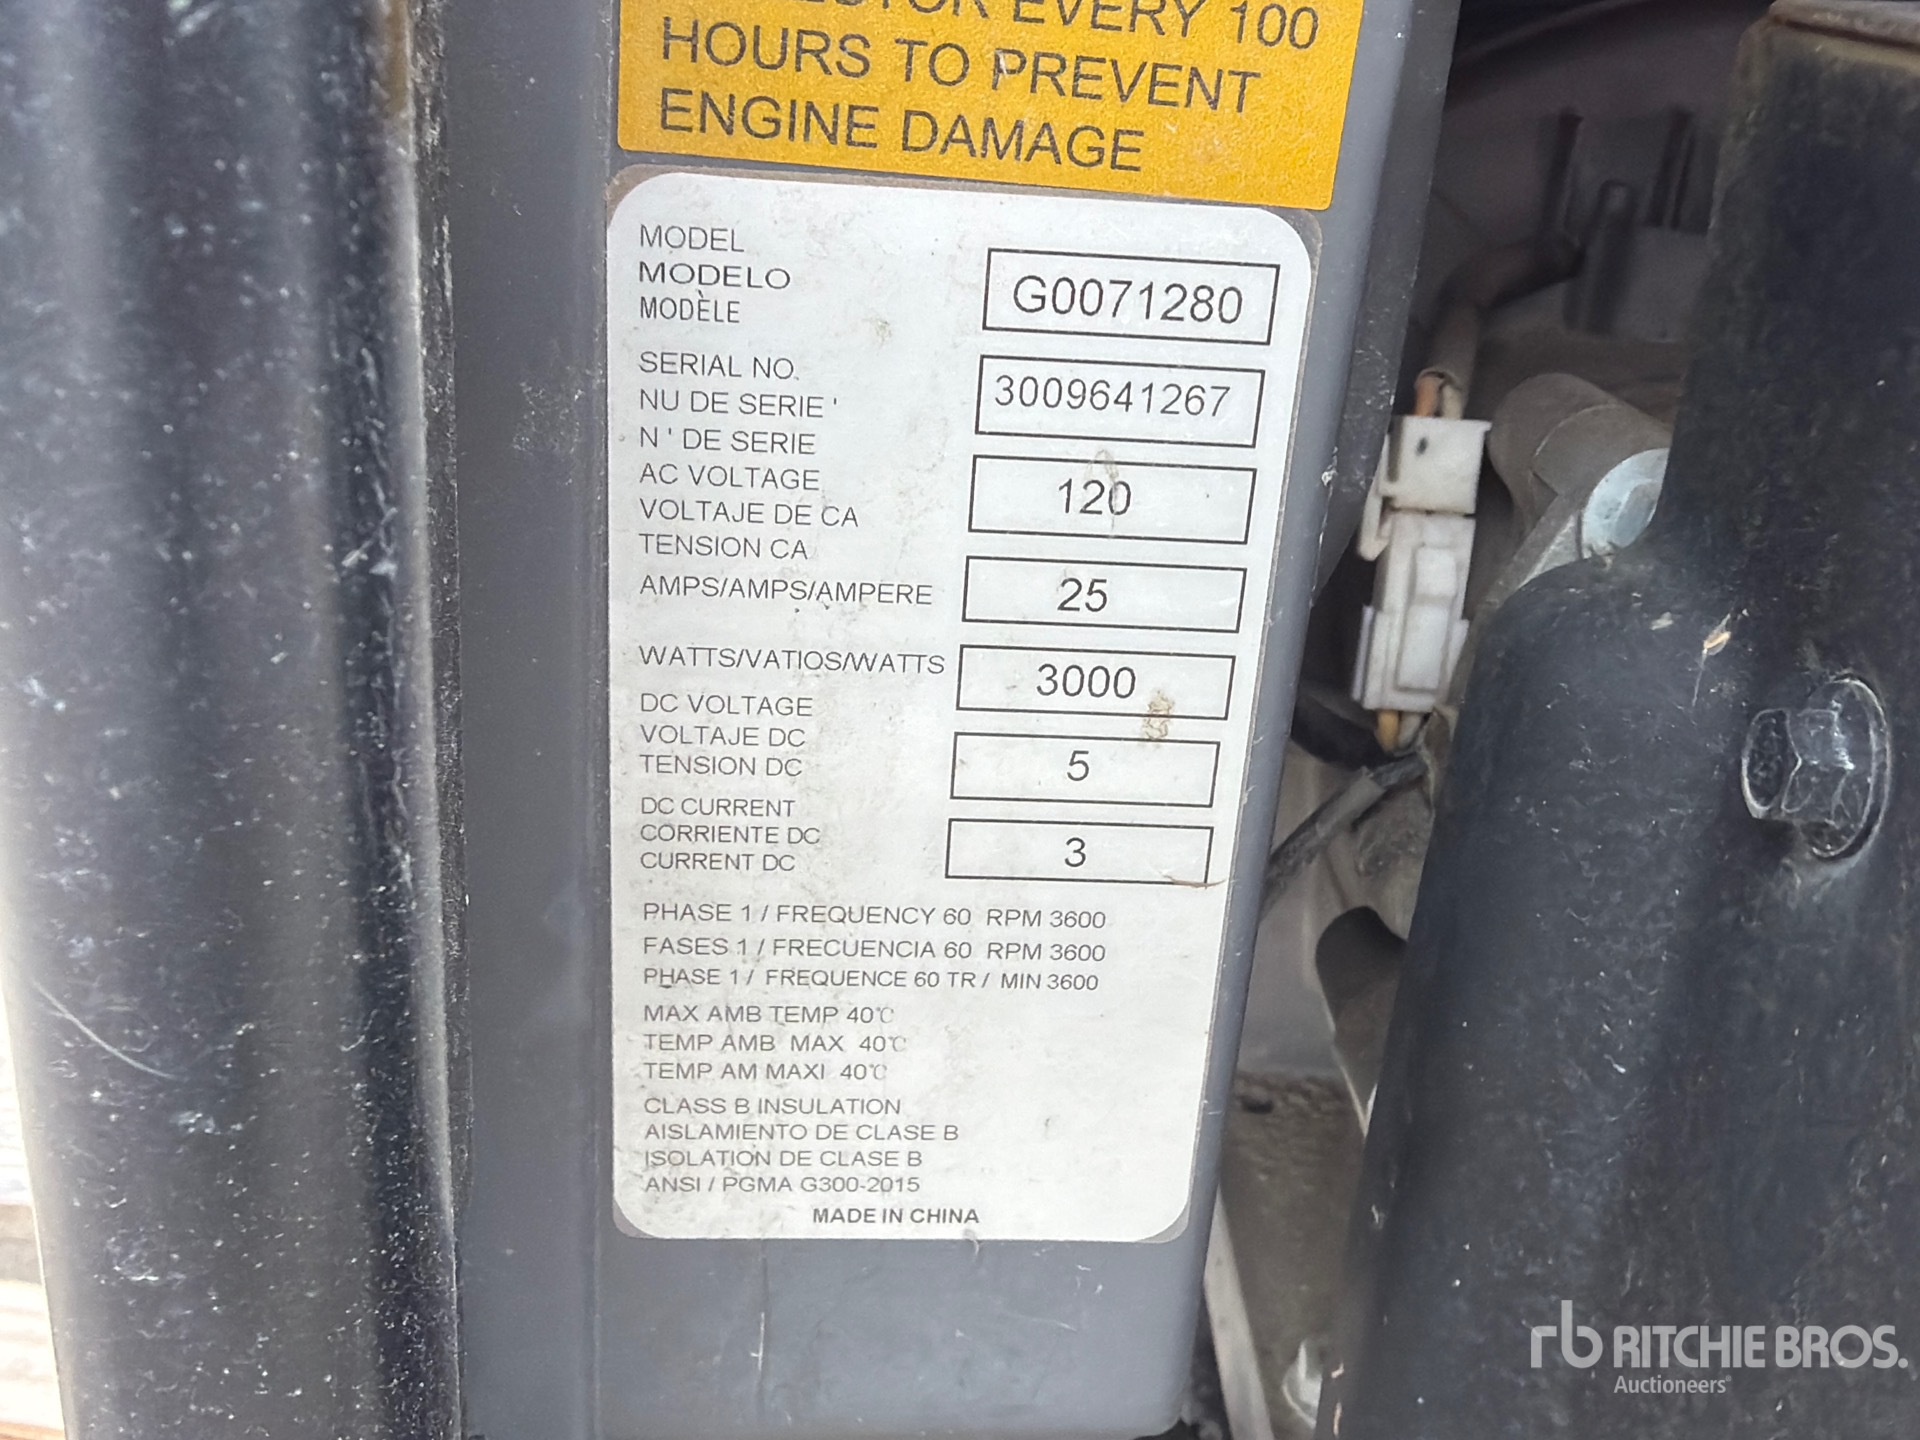 EVERY 100
HOURS TO PREVENT
ENGINE DAMAGE
MODEL
MODELO
MODÈLE
G0071280
SERIAL NO.
NU DE SERIE '
N ' DE SERIE
3009641267
AC VOLTAGE
VOLTAJE DE CA
TENSION CA
120
AMPS/AMPS/AMPERE
25
WATTS/VATIOS/WATTS
3000
DC VOLTAGE
VOLTAJE DC
TENSION DC
5
DC CURRENT
CORRIENTE DC
CURRENT DC
3
PHASE 1 / FREQUENCY 60 RPM 3600
FASES 1 / FRECUENCIA 60 RPM 3600
PHASE 1 / FREQUENCE 60 TR / MIN 3600
MAX AMB TEMP 40℃
TEMP AMB MAX 40℃
TEMP AM MAXI 40℃
CLASS B INSULATION
AISLAMIENTO DE CLASE B
ISOLATION DE CLASE B
ANSI / PGMA G300-2015
MADE IN CHINA
rb RITCHIE BROS.
Auctioneers